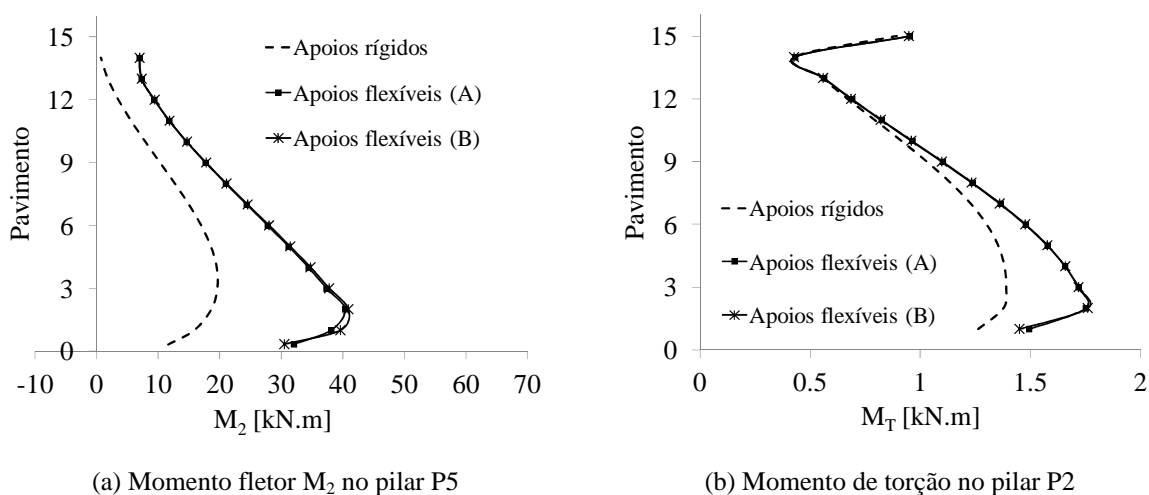 15
12
9
6
3
0
Pavimento
Apoios rígidos
Apoios flexíveis (A)
Apoios flexíveis (B)
-10 0 10 20 30 40 50 60 70
M₂ [kN.m]
(a) Momento fletor M₂ no pilar P5
15
12
9
6
3
0
Pavimento
Apoios rígidos
Apoios flexíveis (A)
Apoios flexíveis (B)
0 0.5 1 1.5 2
M_T [kN.m]
(b) Momento de torção no pilar P2